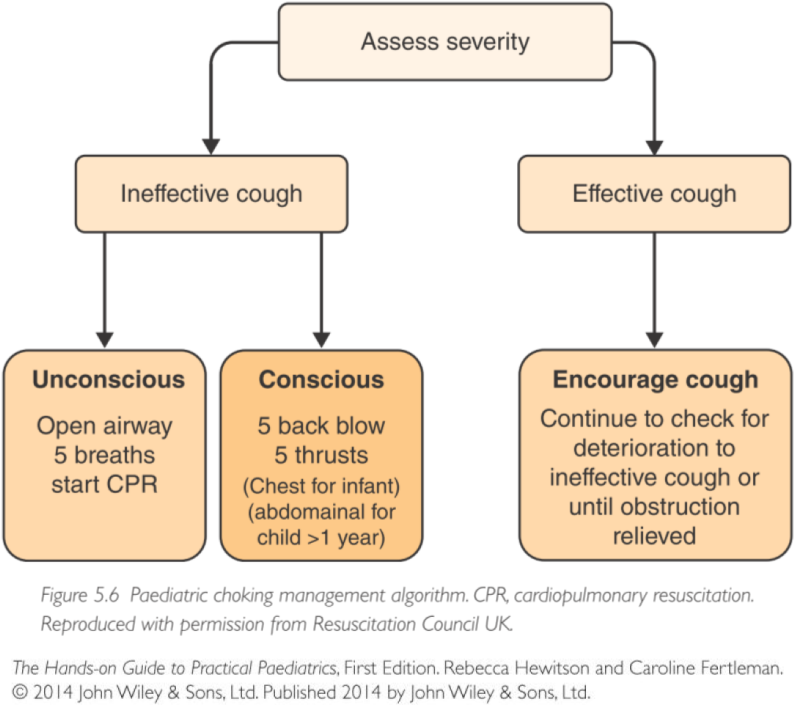 Assess severity
Ineffective cough
Effective cough
Unconscious
Open airway
5 breaths
start CPR
Conscious
5 back blow
5 thrusts
(Chest for infant)
(abdomainal for
child >1 year)
Encourage cough
Continue to check for
deterioration to
ineffective cough or
until obstruction
relieved
Figure 5.6 Paediatric choking management algorithm. CPR, cardiopulmonary resuscitation.
Reproduced with permission from Resuscitation Council UK.
The Hands-on Guide to Practical Paediatrics, First Edition. Rebecca Hewitson and Caroline Fertleman.
© 2014 John Wiley & Sons, Ltd. Published 2014 by John Wiley & Sons, Ltd.